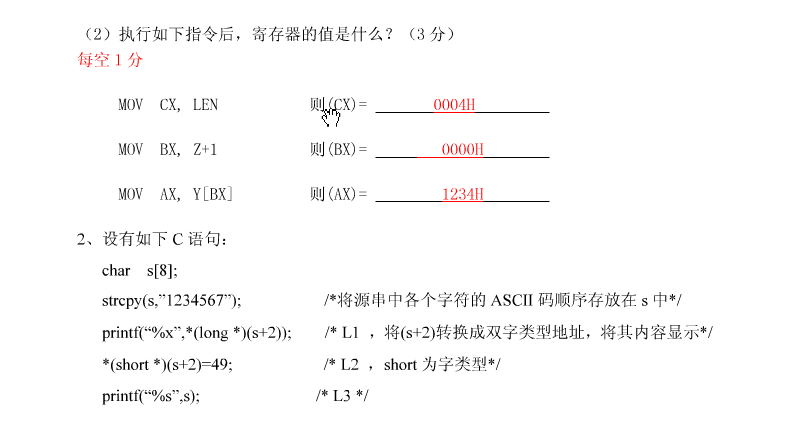 （2）执行如下指令后，寄存器的值是什么？（3 分）
每空 1 分
MOV CX, LEN 则(CX)= 0004H
MOV BX, Z+1 则(BX)= 0000H
MOV AX, Y[BX] 则(AX)= 1234H
2、设有如下 C 语句：
char s[8];
strcpy(s,”1234567”); /*将源串中各个字符的 ASCII 码顺序存放在 s 中*/
printf(“%x”,*(long *)(s+2)); /* L1 ，将(s+2)转换成双字类型地址，将其内容显示*/
*(short *)(s+2)=49; /* L2 ，short 为字类型*/
printf(“%s”,s); /* L3 */